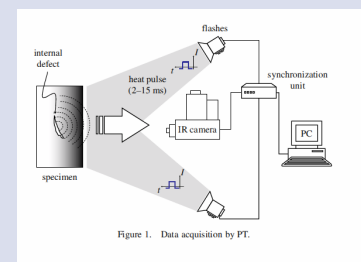 flashes
internal
defect
I
t
heat pulse
(2–15 ms)
synchronization
unit
IR camera
PC
specimen
I
t
Figure 1. Data acquisition by PT.